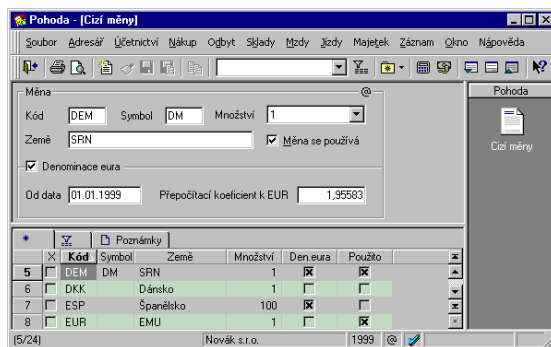 Pohoda - [Cizí měny]
Soubor Adresář Účetnictví Nákup Odbyt Sklady Mzdy Jízdy Majetek Záznam Okno Nápověda
Měna @
Kód DEM Symbol DM Množství 1
Země SRN Měna se používá
Denominace eura
Od data 01.01.1999 Přepočítací koeficient k EUR 1,95583
Pohoda
Cizí měny
* Poznámky
X Kód Symbol Země Množství Den.eura Použito
5 DEM DM SRN 1
6 DKK Dánsko 1
7 ESP Španělsko 100
8 EUR EMU 1
(5/24) Novák s.r.o. 1999 @